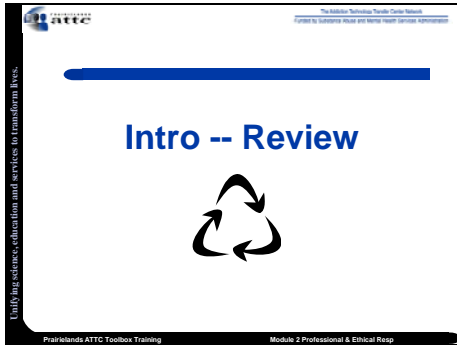 PRAIRIELANDS
attc
The Addiction Technology Transfer Center Network
Funded by Substance Abuse and Mental Health Services Administration
Unifying science, education and services to transform lives.
Intro -- Review
Prairielands ATTC Toolbox Training
Module 2 Professional & Ethical Resp